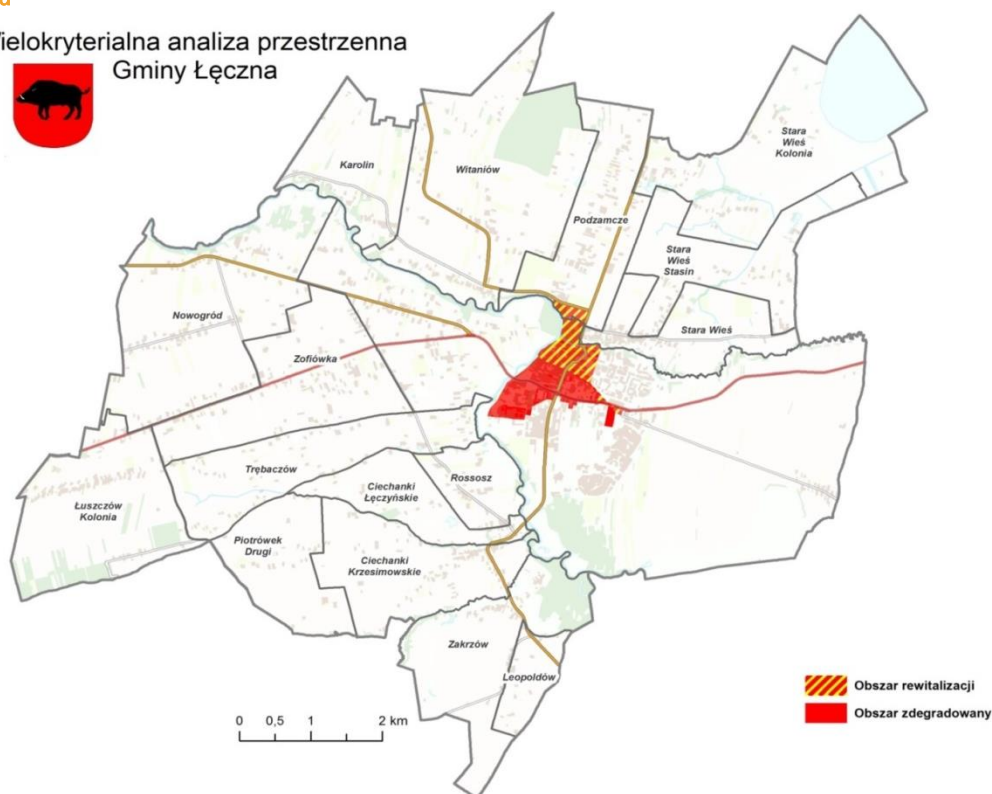 ielokryterialna analiza przestrzenna
Gminy Łęczna
Stara
Wieś
Kolonia
Karolin
Witaniów
Podzamcze
Stara
Wieś
Stasin
Nowogród
Stara Wieś
Zofiówka
Trębaczów
Rossosz
Ciechanki
Łęczyńskie
Łuszczów
Kolonia
Piotrówek
Drugi
Ciechanki
Krzesimowskie
Zakrzów
Leopoldów
Obszar rewitalizacji
Obszar zdegradowany
0 0,5 1 2 km